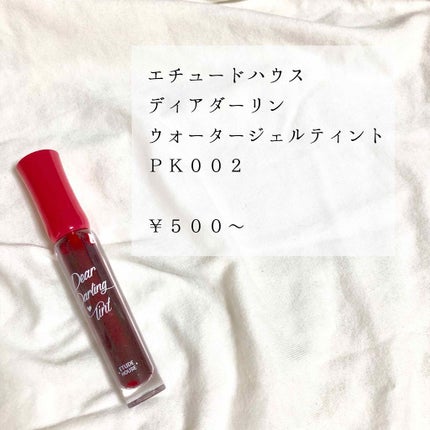 エチュードハウス
ディアダーリン
ウォータージェルティント
ＰＫ００２
￥５００～
Dear
Darling
Tint
ETUDE
HOUSE